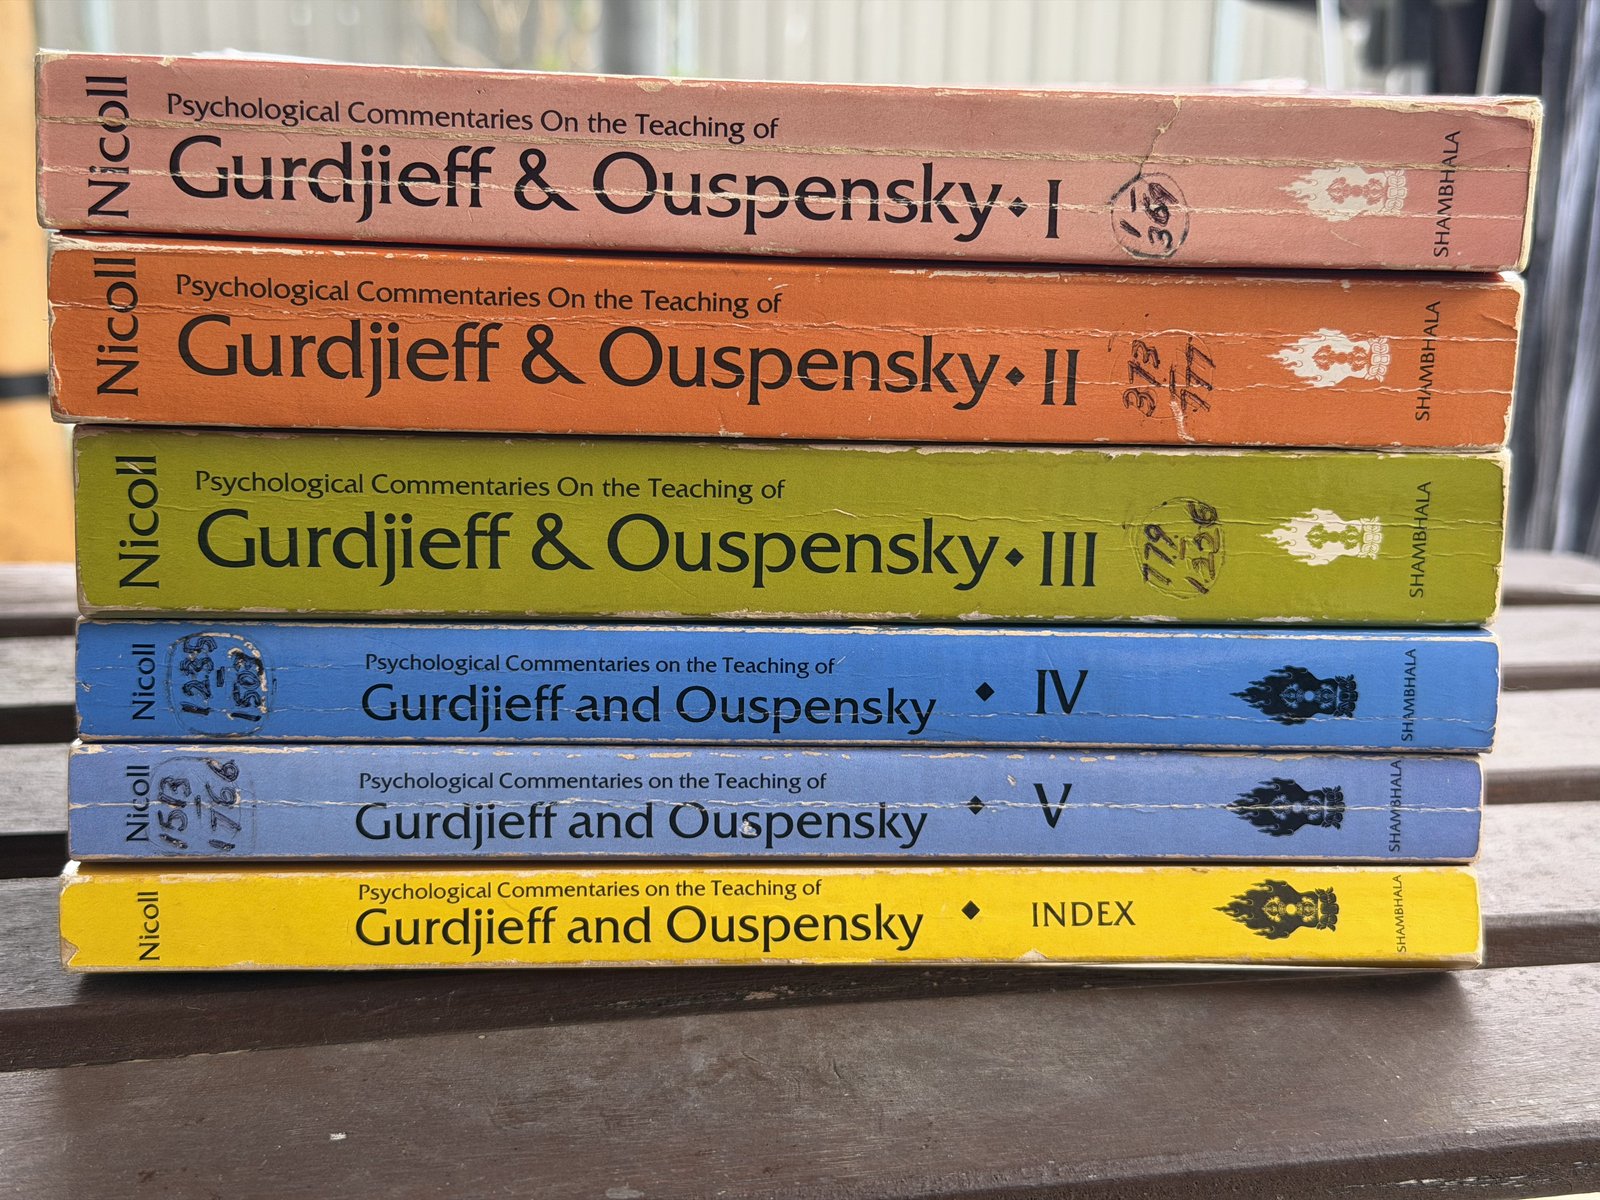 Nicoll
Psychological Commentaries On the Teaching of
Gurdjieff & Ouspensky • I
1-
369
SHAMBHALA
Nicoll
Psychological Commentaries On the Teaching of
Gurdjieff & Ouspensky • II
373
- 777
SHAMBHALA
Nicoll
Psychological Commentaries On the Teaching of
Gurdjieff & Ouspensky • III
779
-
SHAMBHALA
Nicoll
1235
- 1503
Psychological Commentaries on the Teaching of
Gurdjieff and Ouspensky ◆ IV
SHAMBHALA
Nicoll
1513
- 1766
Psychological Commentaries on the Teaching of
Gurdjieff and Ouspensky ◆ V
SHAMBHALA
Nicoll
Psychological Commentaries on the Teaching of
Gurdjieff and Ouspensky ◆ INDEX
SHAMBHALA